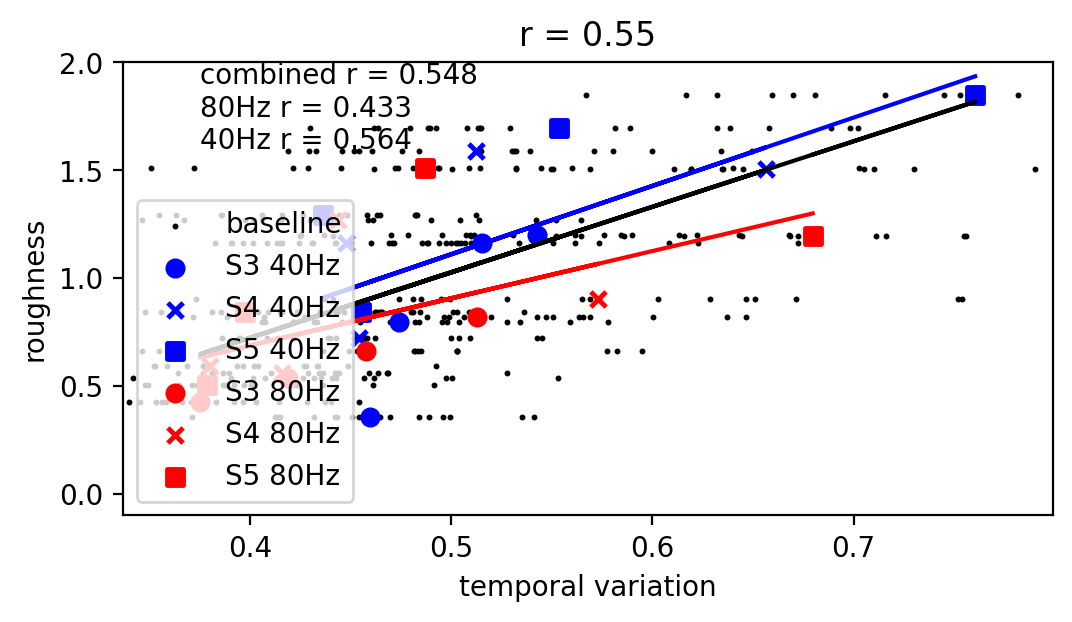 r = 0.55
combined r = 0.548
80Hz r = 0.433
40Hz r = 0.564
roughness
2.0
1.5
1.0
0.5
0.0
baseline
S3 40Hz
S4 40Hz
S5 40Hz
S3 80Hz
S4 80Hz
S5 80Hz
0.4 0.5 0.6 0.7
temporal variation